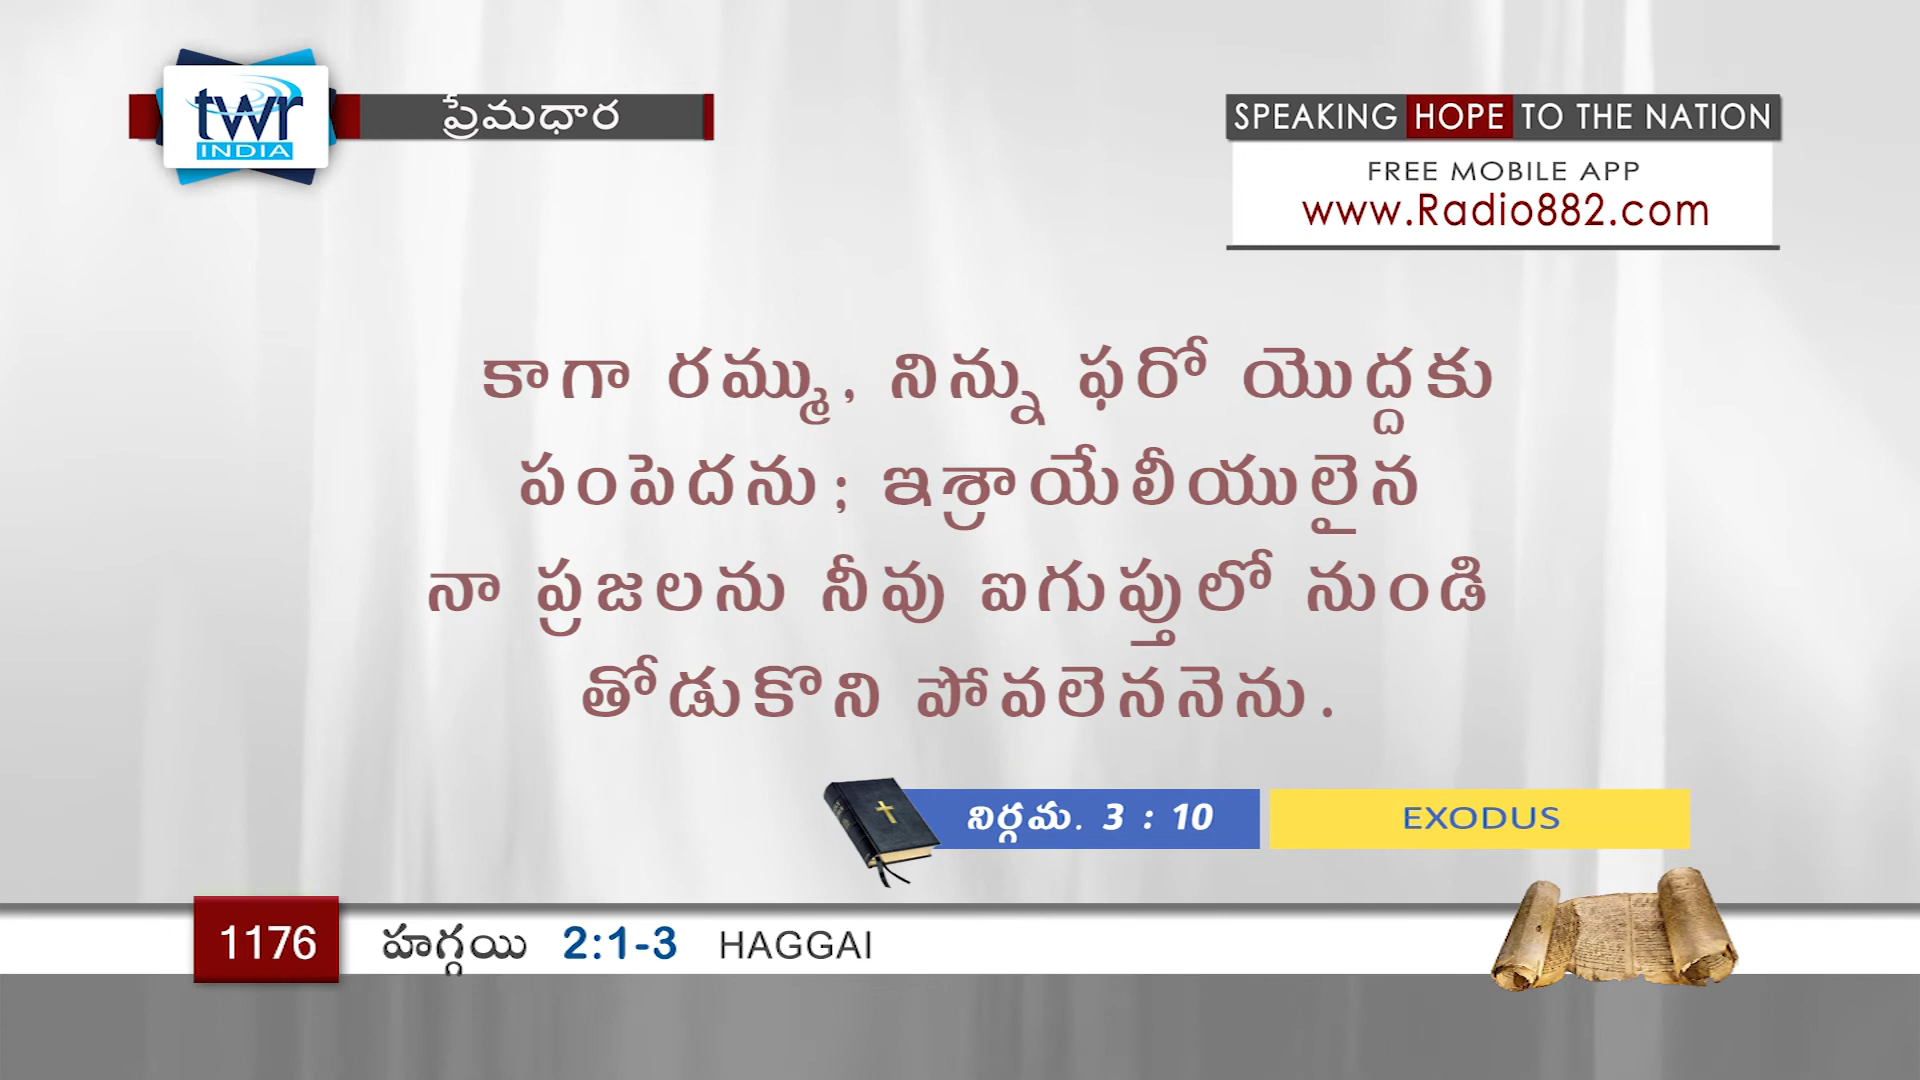 twr
INDIA
ప్రేమధార
SPEAKING HOPE TO THE NATION
FREE MOBILE APP
www.Radio882.com
కాగా రమ్ము, నిన్ను ఫరో యొద్దకు
పంపెదను; ఇశ్రాయేలీయులైన
నా ప్రజలను నీవు ఐగుప్తులో నుండి
తోడుకొని పోవలెననెను.
నిర్గమ. 3 : 10
EXODUS
1176 హగ్గయి 2:1-3 HAGGAI